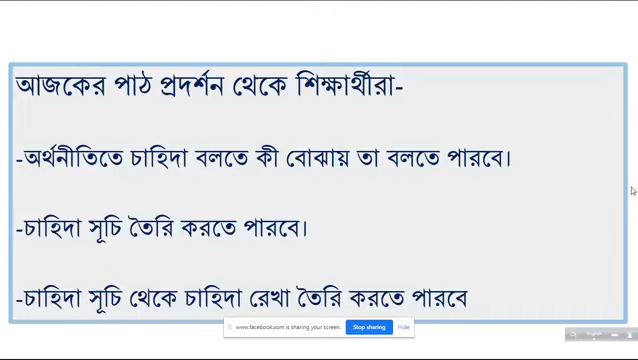 আজকের পাঠ প্রদর্শন থেকে শিক্ষার্থীরা-
-অর্থনীতিতে চাহিদা বলতে কী বোঝায় তা বলতে পারবে।
-চাহিদা সূচি তৈরি করতে পারবে।
-চাহিদা সূচি থেকে চাহিদা রেখা তৈরি করতে পারবে
www.facebook.com is sharing your screen. Stop sharing Hide